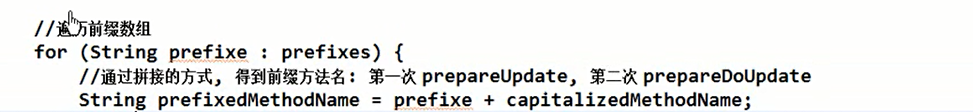 //遍历前缀数组
for (String prefixe : prefixes) {
//通过拼接的方式, 得到前缀方法名: 第一次 prepareUpdate, 第二次 prepareDoUpdate
String prefixedMethodName = prefixe + capitalizedMethodName;